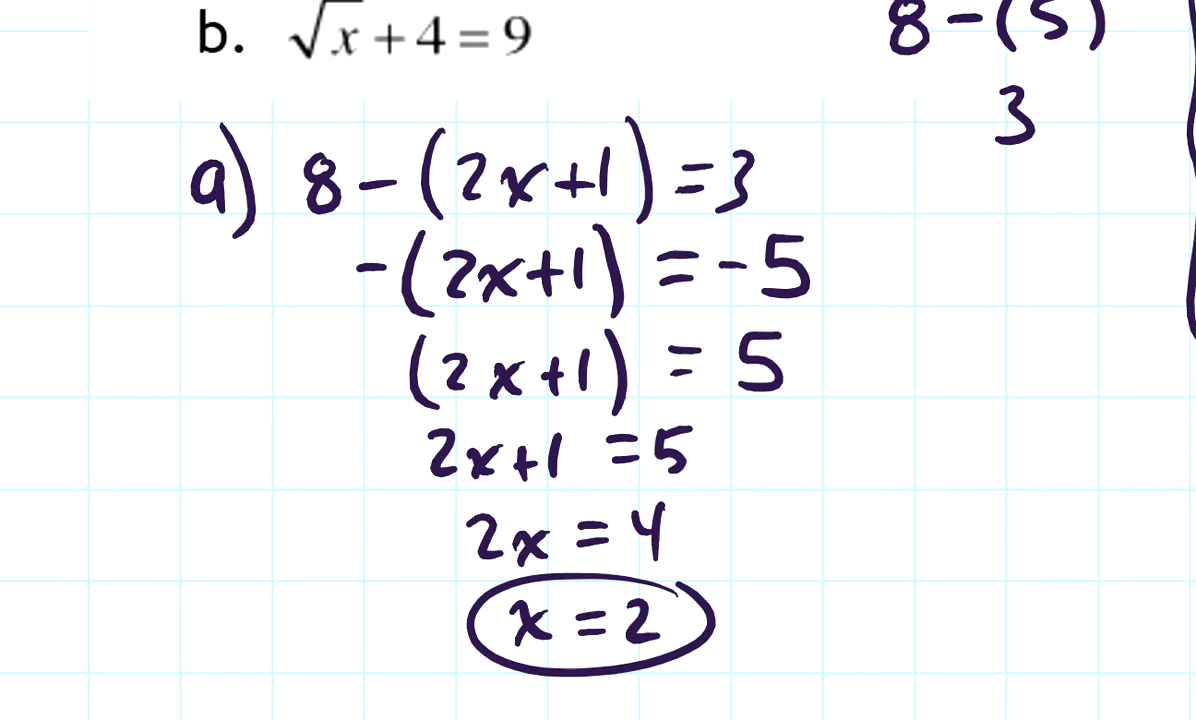 b. √x + 4 = 9
8 - (5)
3
a) 8 - (2x+1) = 3
-(2x+1) = -5
(2x+1) = 5
2x+1 = 5
2x = 4
x = 2